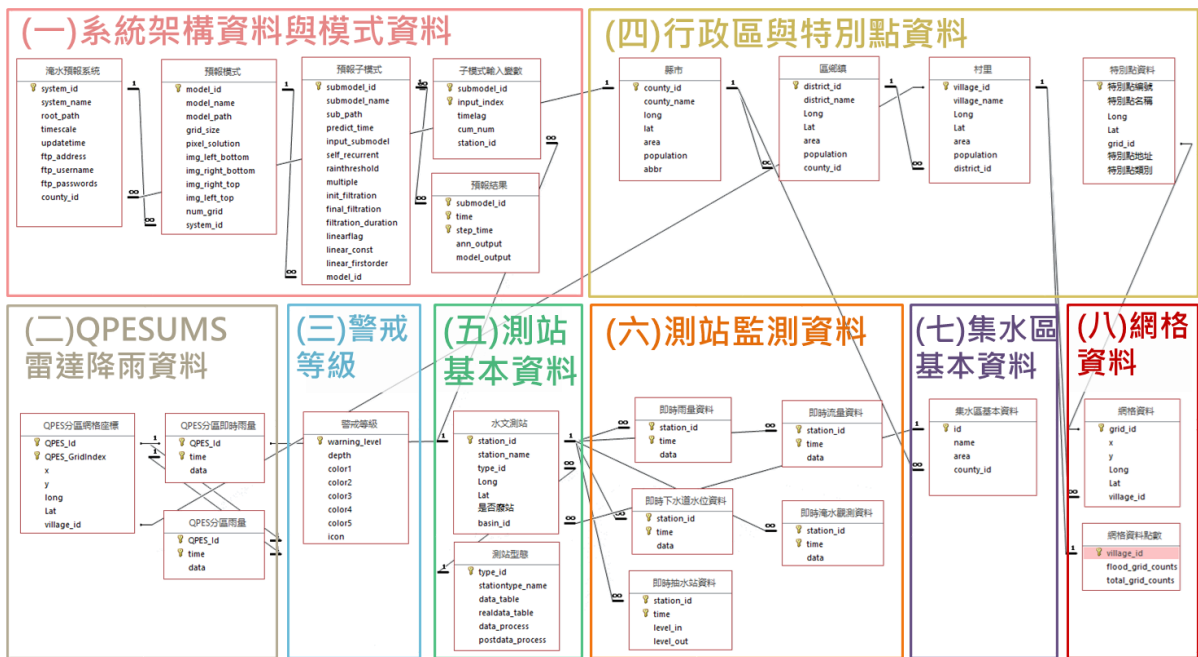 (一)系統架構資料與模式資料
淹水預報系統
system_id
system_name
root_path
timescale
updatetime
ftp_address
ftp_username
ftp_passwords
county_id
預報模式
model_id
model_name
model_path
grid_size
pixel_solution
img_left_bottom
img_right_bottom
img_right_top
img_left_top
num_grid
system_id
預報子模式
submodel_id
submodel_name
sub_path
predict_time
input_submodel
self_recurrent
rainthreshold
multiple
init_filtration
final_filtration
filtration_duration
linearflag
linear_const
linear_firstorder
model_id
子模式輸入變數
submodel_id
input_index
timelag
cum_num
station_id
預報結果
submodel_id
time
step_time
ann_output
model_output
(四)行政區與特別點資料
縣市
county_id
county_name
long
lat
area
population
abbr
區鄉鎮
district_id
district_name
Long
Lat
area
population
county_id
村里
village_id
village_name
Long
Lat
area
population
district_id
特別點資料
特別點編號
特別點名稱
Long
Lat
grid_id
特別點地址
特別點類別
(二)QPESUMS
雷達降雨資料
QPES分區網格座標
QPES_Id
QPES_GridIndex
x
y
long
Lat
village_id
QPES分區即時雨量
QPES_Id
time
data
QPES分區雨量
QPES_Id
time
data
(三)警戒
等級
警戒等級
warning_level
depth
color1
color2
color3
color4
color5
icon
(五)測站
基本資料
水文測站
station_id
station_name
type_id
Long
Lat
是否廢站
basin_id
測站型態
type_id
stationtype_name
data_table
realdata_table
data_process
postdata_process
(六)測站監測資料
即時雨量資料
station_id
time
data
即時流量資料
station_id
time
data
即時下水道水位資料
station_id
time
data
即時淹水觀測資料
station_id
time
data
即時抽水站資料
station_id
time
level_in
level_out
(七)集水區
基本資料
集水區基本資料
id
name
area
county_id
(八)網格
資料
網格資料
grid_id
x
y
Long
Lat
village_id
網格資料點數
village_id
flood_grid_counts
total_grid_counts